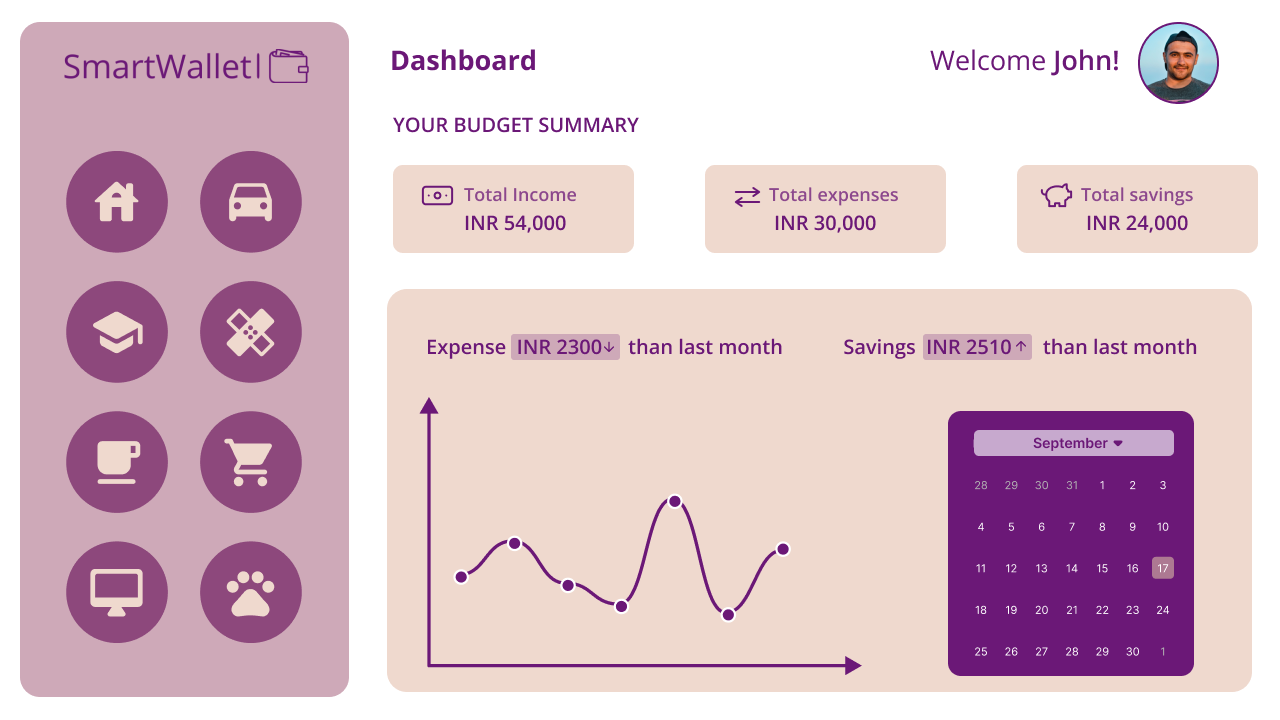 SmartWallet
Dashboard
Welcome John!
YOUR BUDGET SUMMARY
Total Income
INR 54,000
Total expenses
INR 30,000
Total savings
INR 24,000
Expense INR 2300↓ than last month
Savings INR 2510↑ than last month
September
28 29 30 31 1 2 3
4 5 6 7 8 9 10
11 12 13 14 15 16 17
18 19 20 21 22 23 24
25 26 27 28 29 30 1